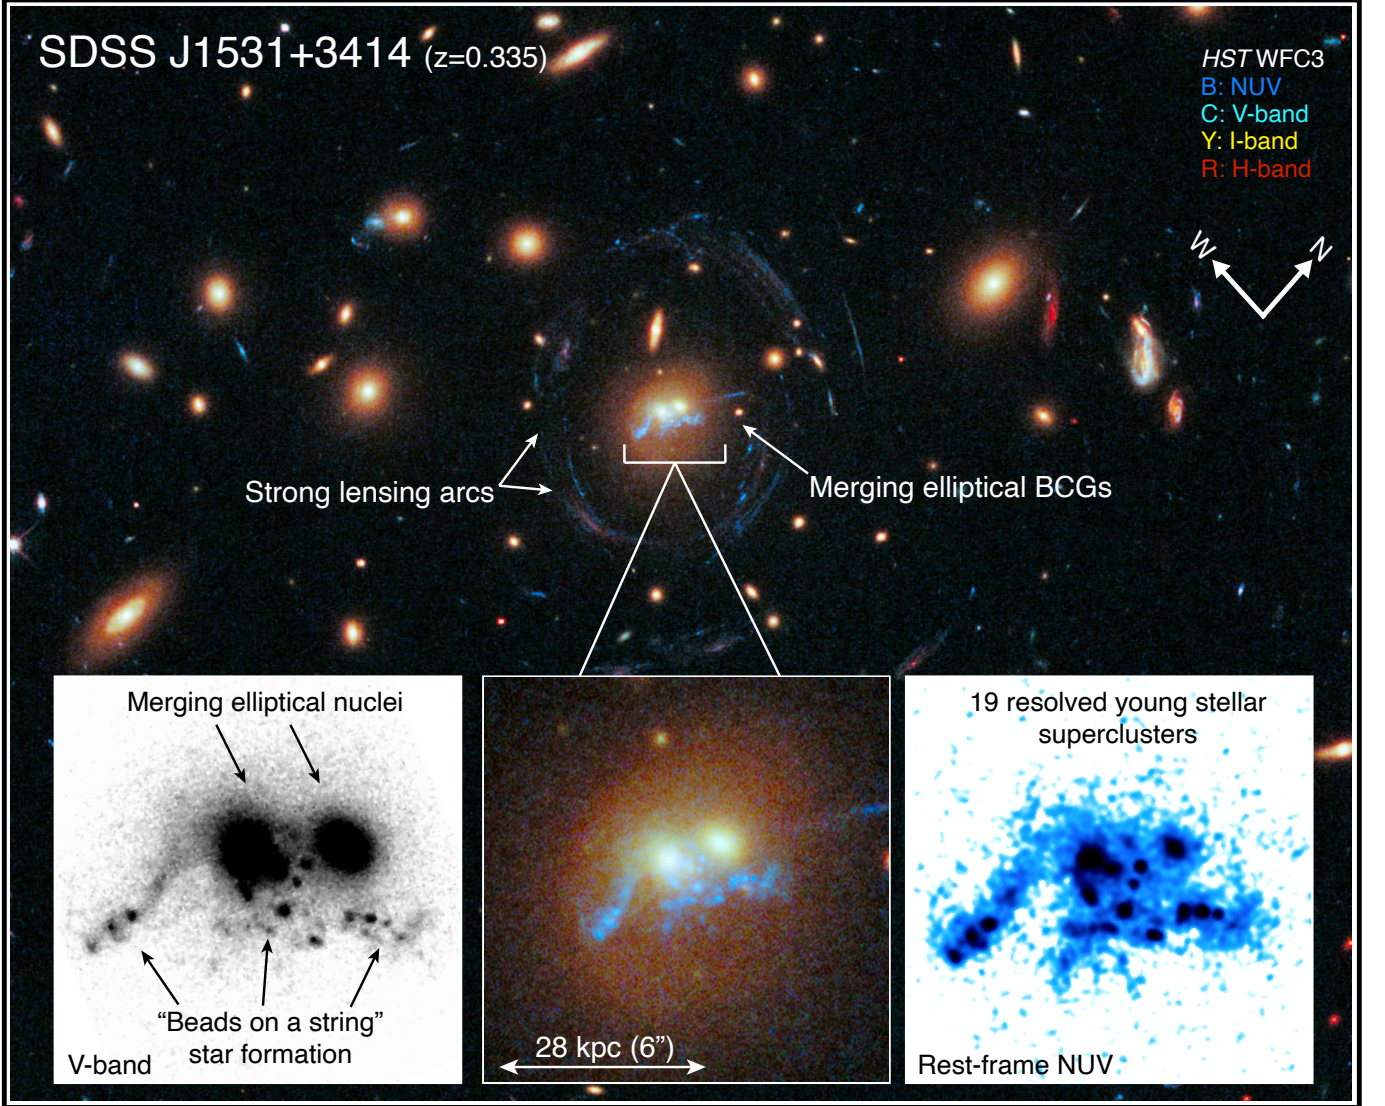 SDSS J1531+3414 (z=0.335)
HST WFC3
B: NUV
C: V-band
Y: I-band
R: H-band
W
N
Strong lensing arcs
Merging elliptical BCGs
Merging elliptical nuclei
“Beads on a string”
star formation
V-band
28 kpc (6”)
19 resolved young stellar
superclusters
Rest-frame NUV